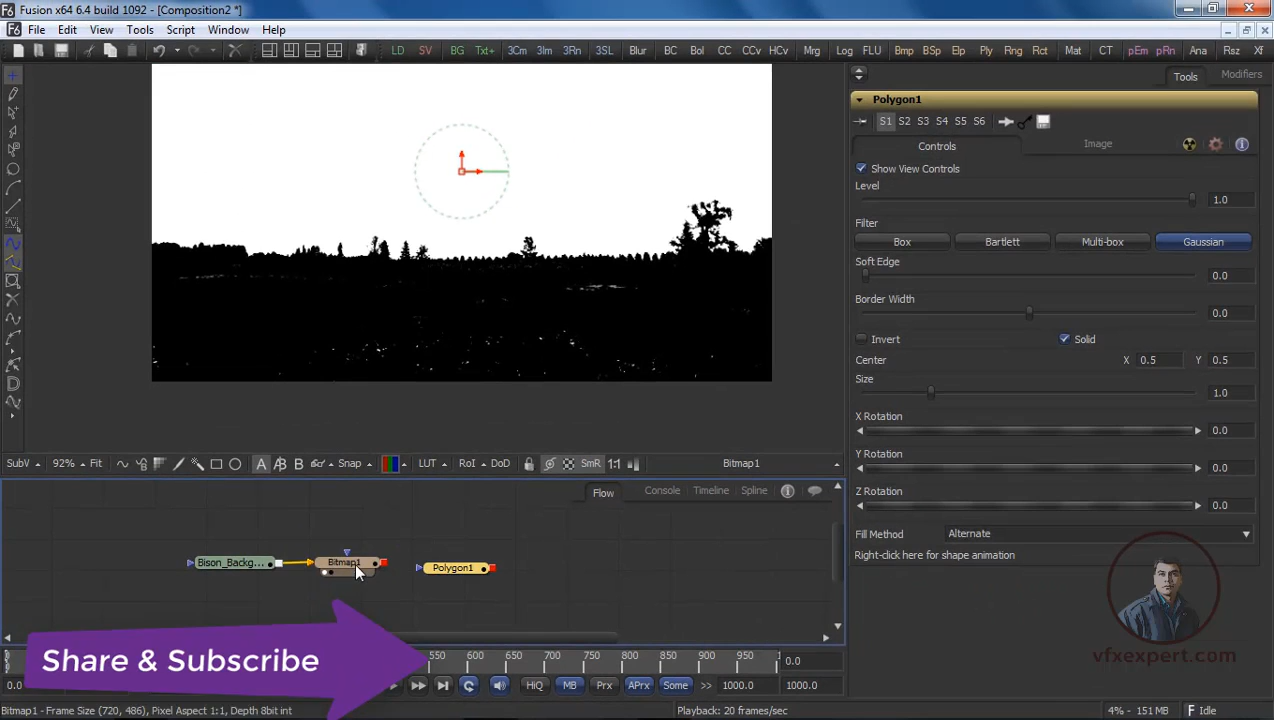 Fusion x64 6.4 build 1092 - [Composition2 *]
File Edit View Tools Script Window Help
LD SV BG Txt+ 3Cm 3Im 3Rn 3SL Blur BC Bol CC CCv HCv Mrg Log FLU Bmp BSp Elp Ply Rng Rct Mat CT pEm pRn Ana Rsz Xf
Tools Modifiers
Polygon1
S1 S2 S3 S4 S5 S6
Controls Image
Show View Controls
Level
1.0
Filter
Box Bartlett Multi-box Gaussian
Soft Edge
0.0
Border Width
0.0
Invert Solid
Center X 0.5 Y 0.5
Size
1.0
X Rotation
0.0
Y Rotation
0.0
Z Rotation
0.0
Fill Method Alternate
Right-click here for shape animation
SubV 92% Fit A B Snap LUT RoI DoD SmR 1:1 Bitmap1
Flow Console Timeline Spline
Bison_Backg... Bitmap1 Polygon1
Share & Subscribe
550 600 650 700 750 800 850 900 950 0.0
0.0 HiQ MB Prx APrx Some >> 1000.0 1000.0
vfxexpert.com
Bitmap1 - Frame Size (720, 486), Pixel Aspect 1:1, Depth 8bit int Playback: 20 frames/sec 4% - 151 MB Idle